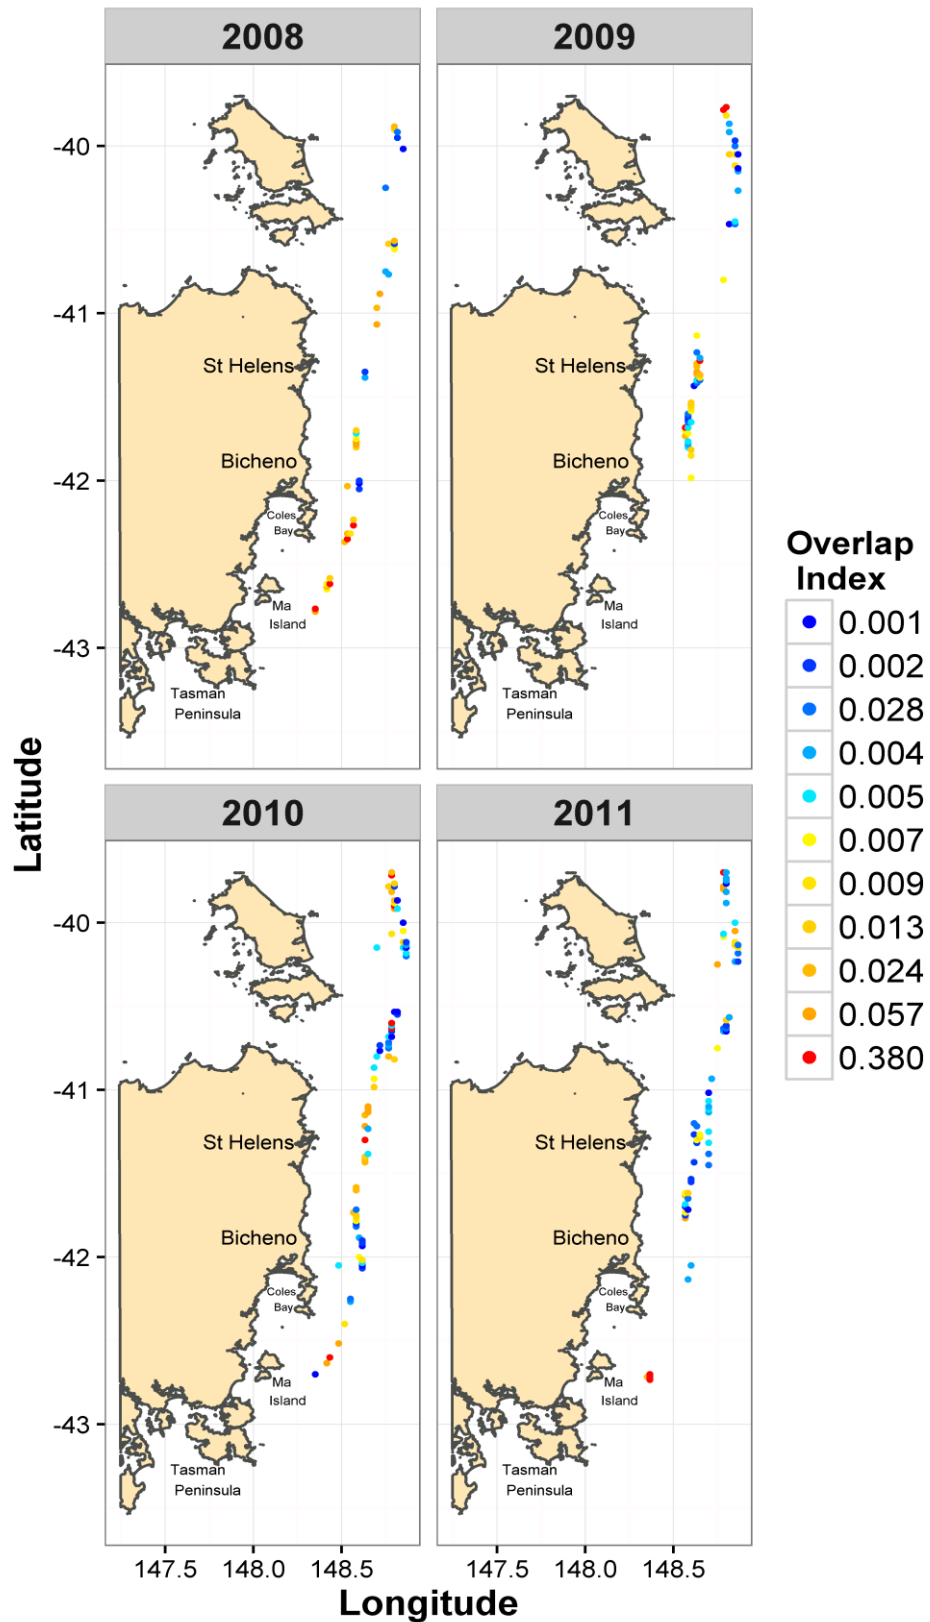 2008
2009
-40
-41
-42
-43
St Helens
Bicheno
Coles
Bay
Ma
Island
Tasman
Peninsula
St Helens
Bicheno
Coles
Bay
Ma
Island
Tasman
Peninsula
2010
2011
-40
-41
-42
-43
St Helens
Bicheno
Coles
Bay
Ma
Island
Tasman
Peninsula
St Helens
Bicheno
Coles
Bay
Ma
Island
Tasman
Peninsula
147.5
148.0
148.5
147.5
148.0
148.5
Latitude
Longitude
Overlap
Index
0.001
0.002
0.028
0.004
0.005
0.007
0.009
0.013
0.024
0.057
0.380